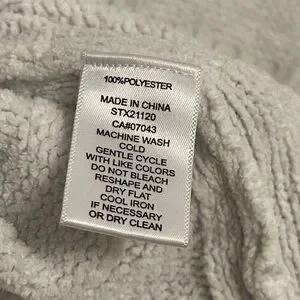 100%POLYESTER
MADE IN CHINA
STX21120
CA#07043
MACHINE WASH
COLD
GENTLE CYCLE
WITH LIKE COLORS
DO NOT BLEACH
RESHAPE AND
DRY FLAT
COOL IRON
IF NECESSARY
OR DRY CLEAN